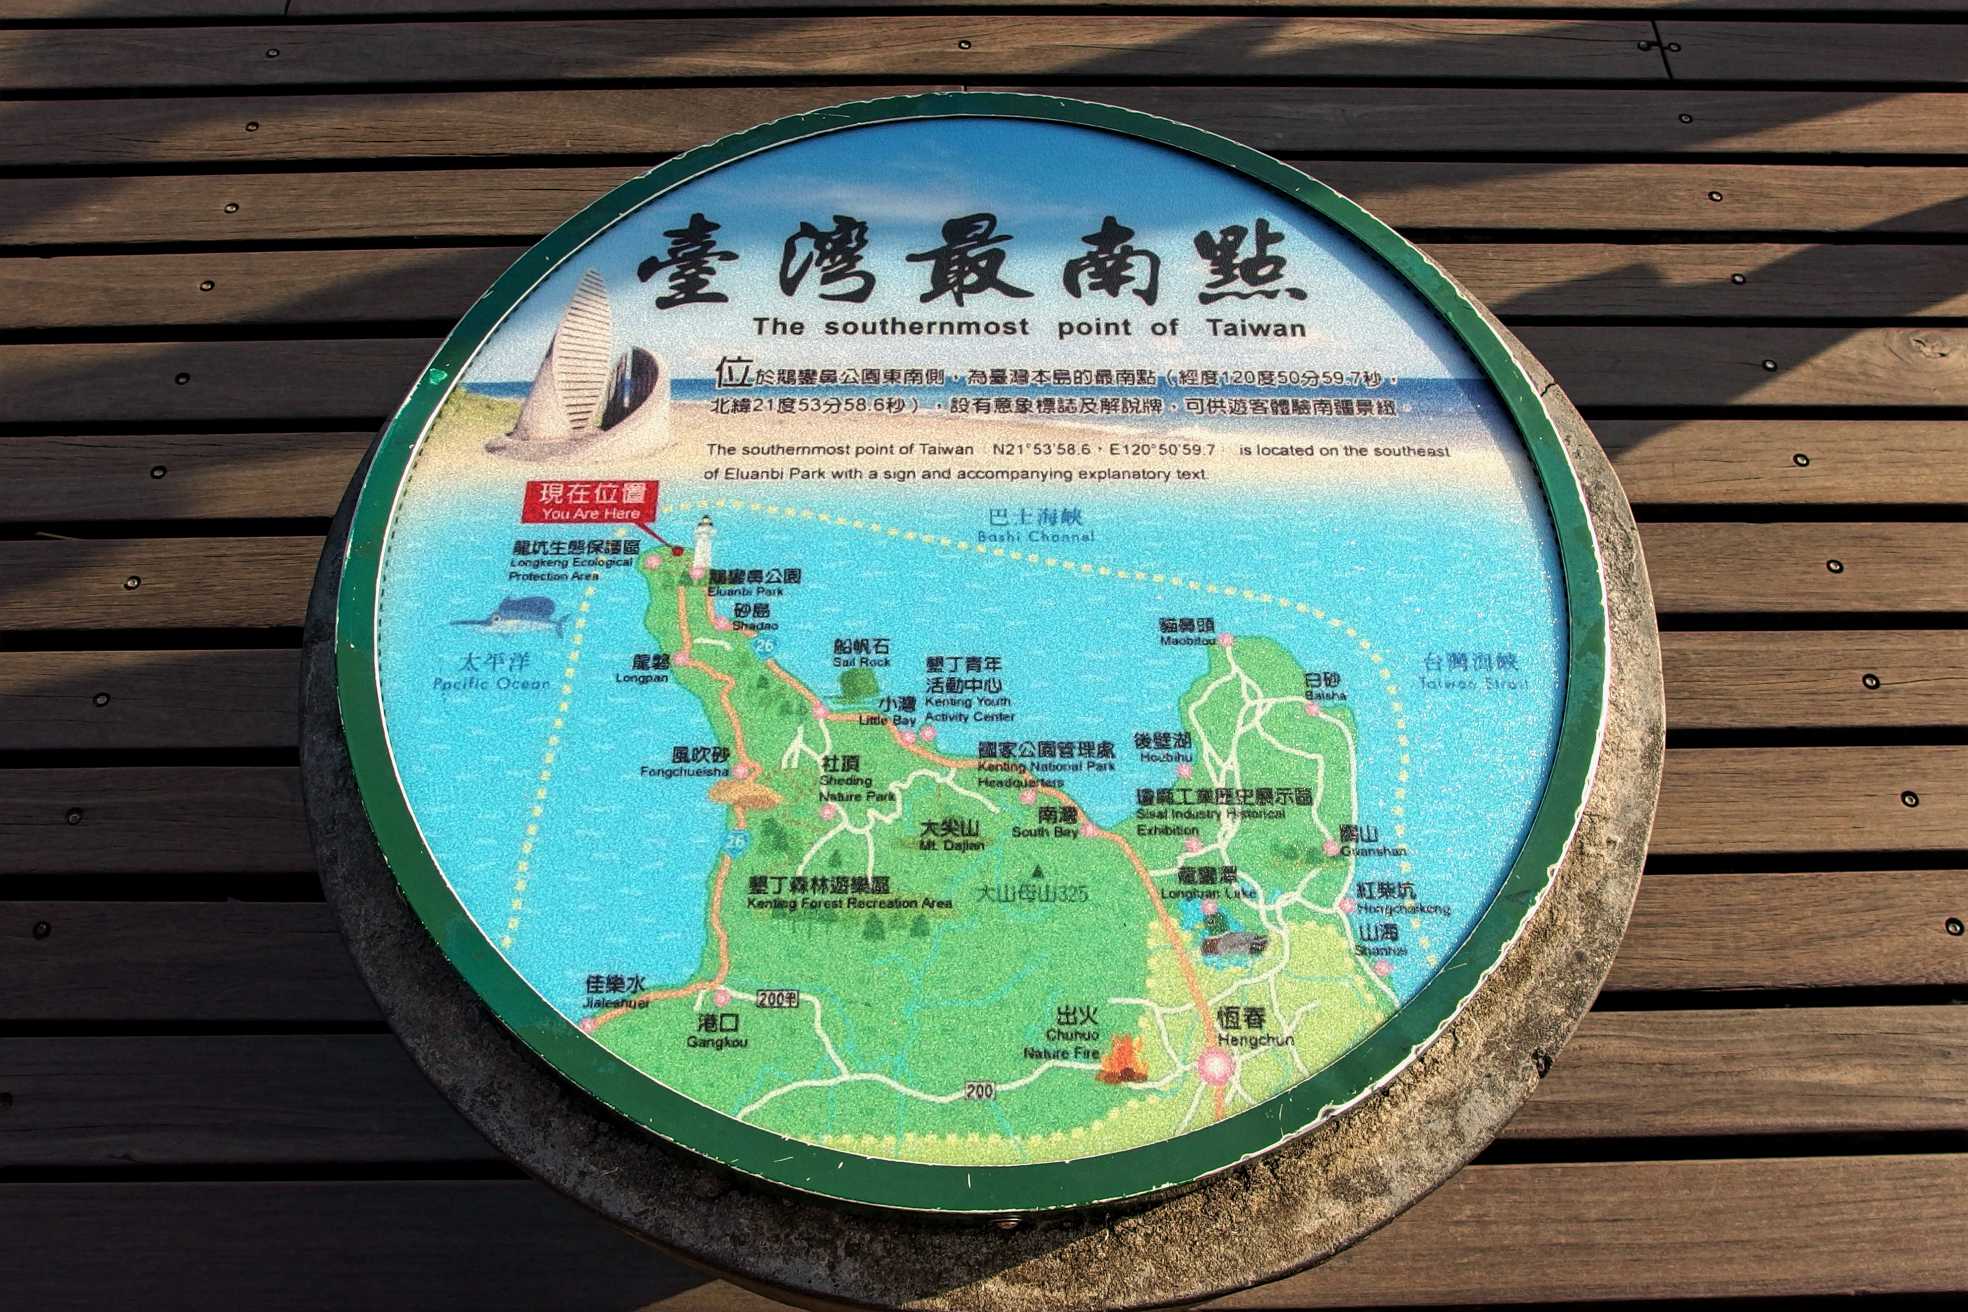 臺灣最南點
The southernmost point of Taiwan
位於鵝鑾鼻公園東南側，為臺灣本島的最南點（經度120度50分59.7秒，
北緯21度53分58.6秒），設有意象標誌及解說牌，可供遊客體驗南疆景緻。
The southernmost point of Taiwan N21°53'58.6，E120°50'59.7 is located on the southeast
of Eluanbi Park with a sign and accompanying explanatory text.
現在位置
You Are Here
巴士海峽
Bashi Channel
龍坑生態保護區
Longkeng Ecological
Protection Area
鵝鑾鼻公園
Eluanbi Park
砂島
Shadao
26
太平洋
Pacific Ocean
龍磐
Longpan
船帆石
Sail Rock
小灣
Little Bay
墾丁青年
活動中心
Kenting Youth
Activity Center
貓鼻頭
Maobitou
白砂
Baisha
台灣海峽
Taiwan Strait
風吹砂
Fongchueisha
社頂
Sheding
Nature Park
國家公園管理處
Kenting National Park
Headquarters
後壁湖
Houbihu
瓊麻工業歷史展示區
Sisal Industry Historical
Exhibition
南灣
South Bay
大尖山
Mt. Dajian
關山
Guanshan
26
墾丁森林遊樂區
Kenting Forest Recreation Area
大山母山325
龍鑾潭
Longluan Lake
紅柴坑
Hongchaikeng
山海
Shanhai
佳樂水
Jialeshuei
200甲
港口
Gangkou
出火
Chuhuo
Nature Fire
恆春
Hengchun
200